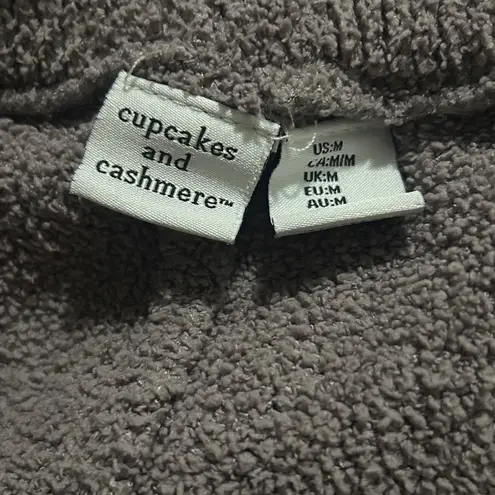 cupcakes
and
cashmere™
US:M
CA:M/M
UK:M
EU:M
AU:M